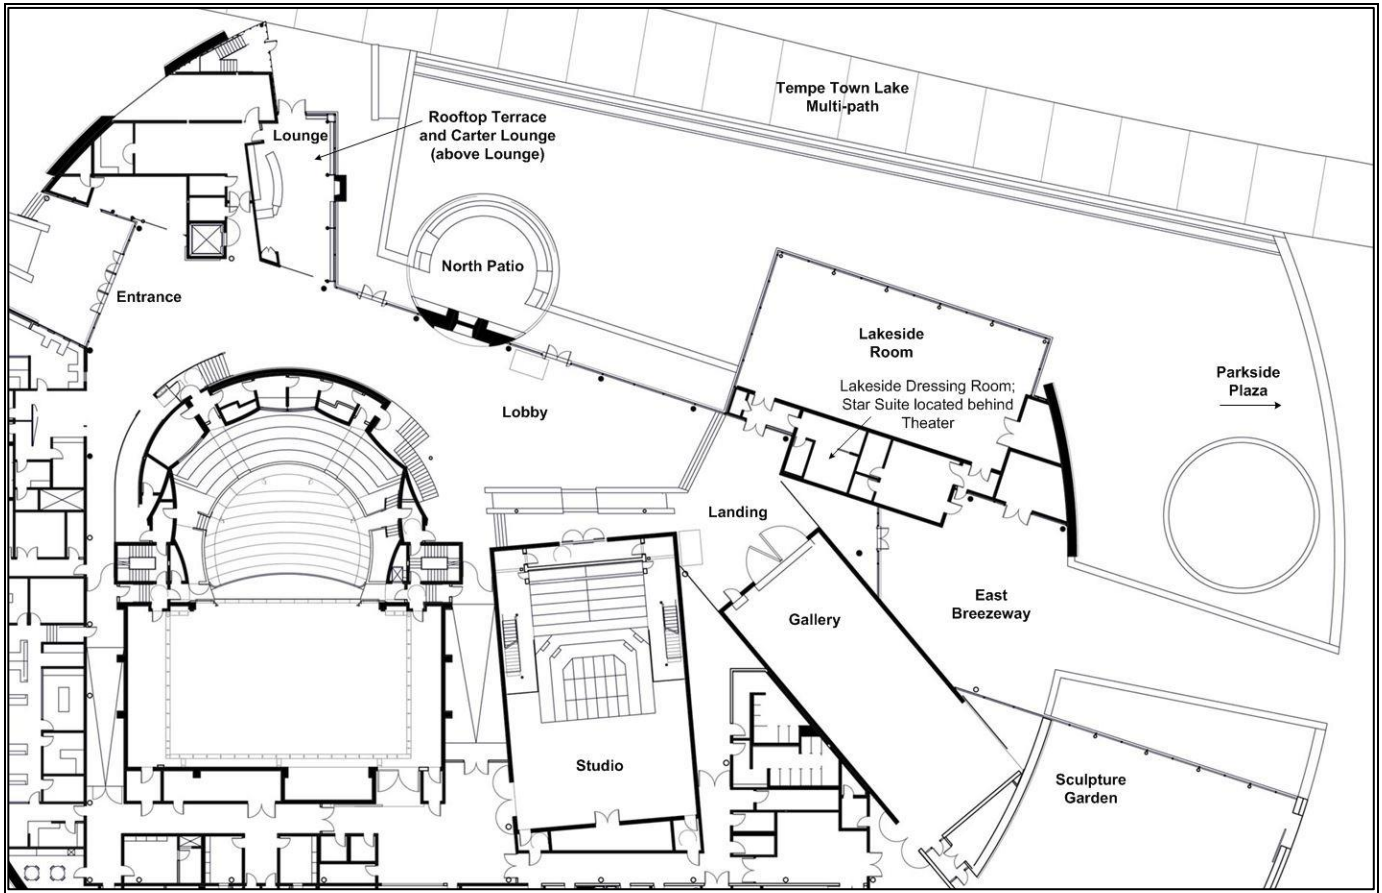 Tempe Town Lake
Multi-path
Rooftop Terrace
and Carter Lounge
(above Lounge)
Lounge
North Patio
Entrance
Lakeside
Room
Lakeside Dressing Room;
Star Suite located behind
Theater
Parkside
Plaza
Lobby
Landing
East
Breezeway
Gallery
Studio
Sculpture
Garden